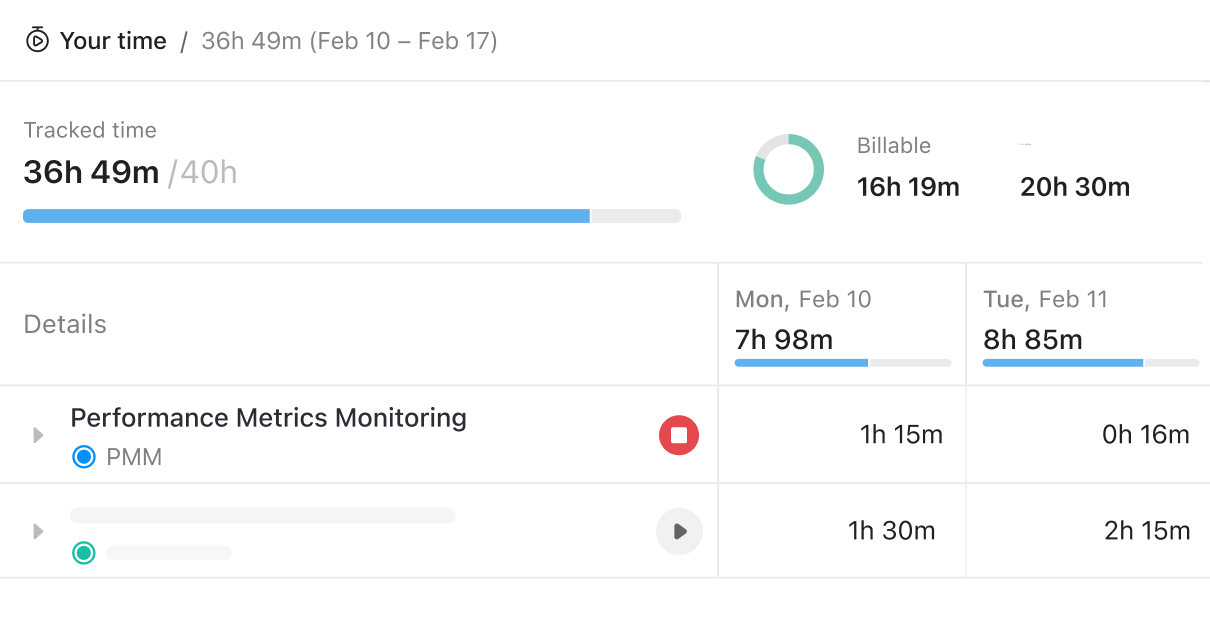 Your time / 36h 49m (Feb 10 – Feb 17)
Tracked time
36h 49m /40h
Billable
16h 19m
20h 30m
Details
Mon, Feb 10
7h 98m
Tue, Feb 11
8h 85m
Performance Metrics Monitoring
PMM
1h 15m
0h 16m
1h 30m
2h 15m